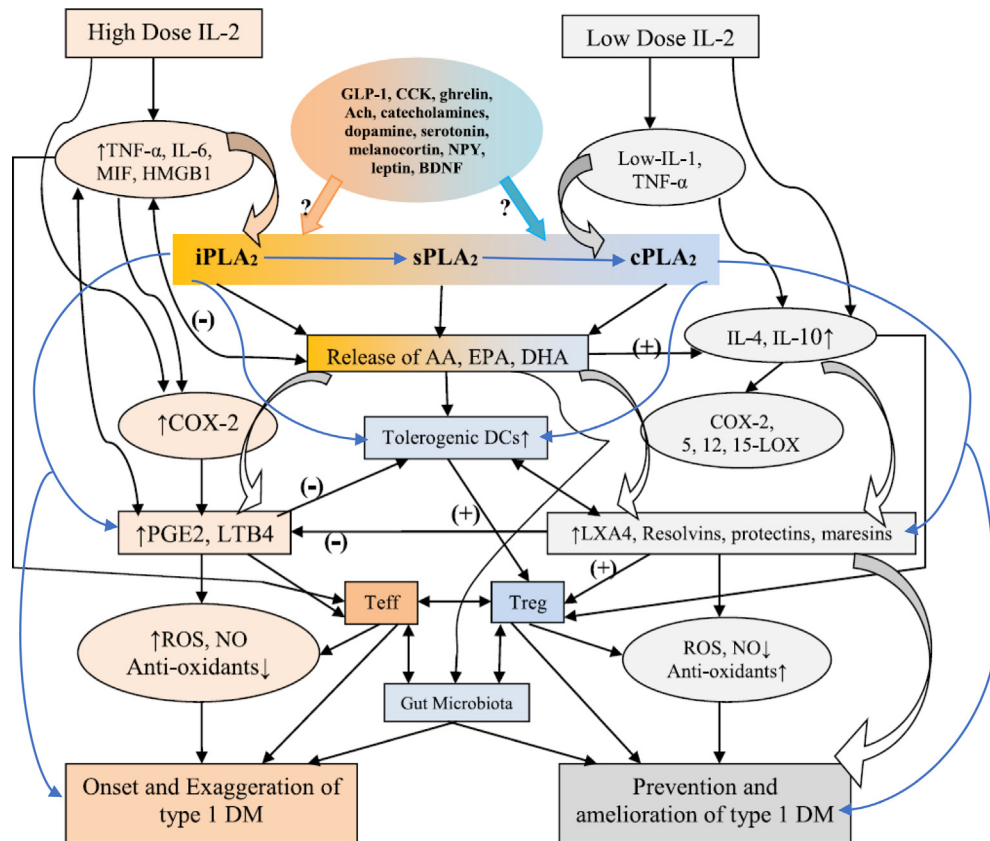 High Dose IL-2
Low Dose IL-2
GLP-1, CCK, ghrelin,
Ach, catecholamines,
dopamine, serotonin,
melanocortin, NPY,
leptin, BDNF
↑TNF-α, IL-6,
MIF, HMGB1
Low-IL-1,
TNF-α
?
?
iPLA₂
sPLA₂
cPLA₂
(-)
Release of AA, EPA, DHA
(+)
IL-4, IL-10↑
↑COX-2
Tolerogenic DCs↑
COX-2,
5, 12, 15-LOX
(-)
(+)
↑PGE2, LTB4
(-)
↑LXA4, Resolvins, protectins, maresins
(+)
Teff
Treg
↑ROS, NO
Anti-oxidants↓
ROS, NO↓
Anti-oxidants↑
Gut Microbiota
Onset and Exaggeration of
type 1 DM
Prevention and
amelioration of type 1 DM